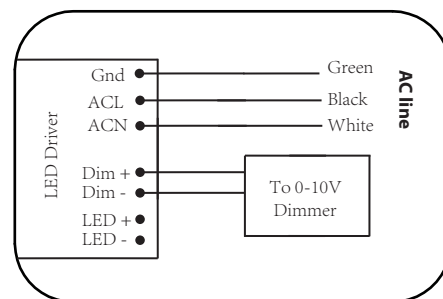 LED Driver
Gnd
ACL
ACN
Dim +
Dim -
LED +
LED -
Green
Black
White
AC line
To 0-10V
Dimmer